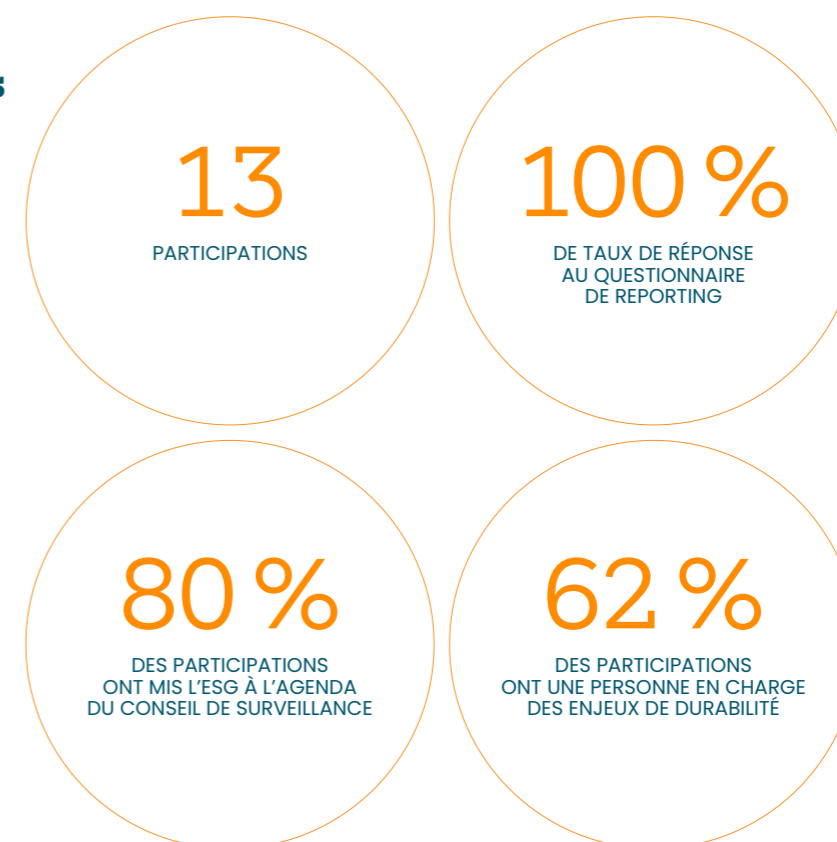 13
PARTICIPATIONS
100 %
DE TAUX DE RÉPONSE
AU QUESTIONNAIRE
DE REPORTING
80 %
DES PARTICIPATIONS
ONT MIS L’ESG À L’AGENDA
DU CONSEIL DE SURVEILLANCE
62 %
DES PARTICIPATIONS
ONT UNE PERSONNE EN CHARGE
DES ENJEUX DE DURABILITÉ